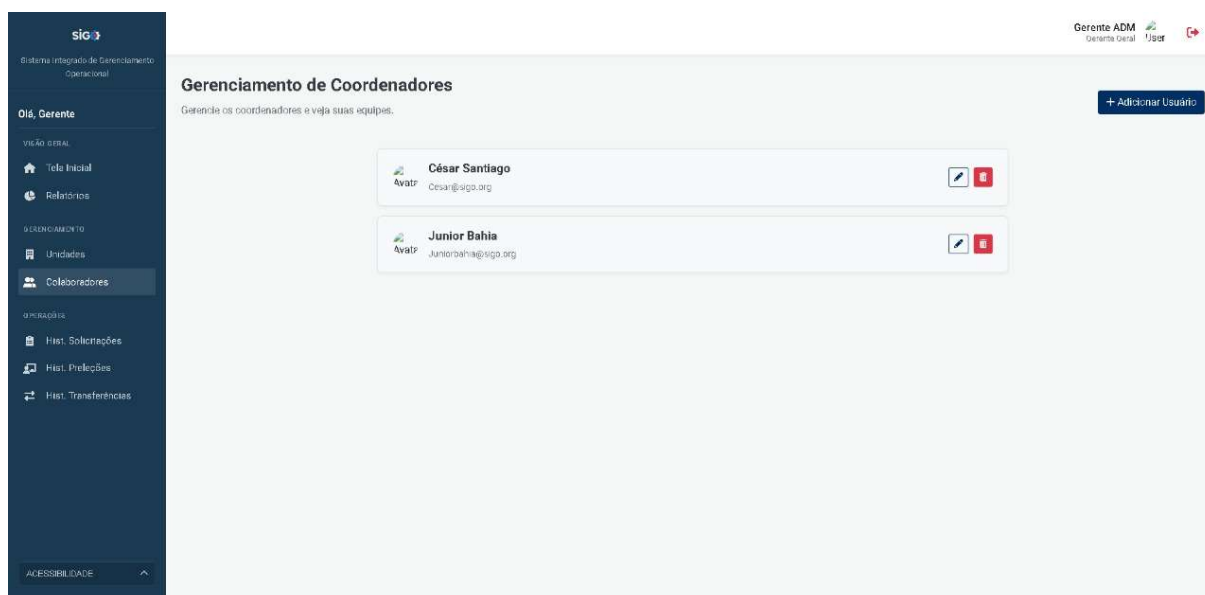 sigo
Gerente ADM
Gerente Geral
User
Sistema Integrado de Gerenciamento
Operacional
Olá, Gerente
VISÃO GERAL
Tela Inicial
Relatórios
GERENCIAMENTO
Unidades
Colaboradores
OPERAÇÕES
Hist. Solicitações
Hist. Preleções
Hist. Transferências
ACESSIBILIDADE
Gerenciamento de Coordenadores
Gerencie os coordenadores e veja suas equipes.
+ Adicionar Usuário
Avatr
César Santiago
Cesar@sigo.org
Avatr
Junior Bahia
Juniorbahia@sigo.org